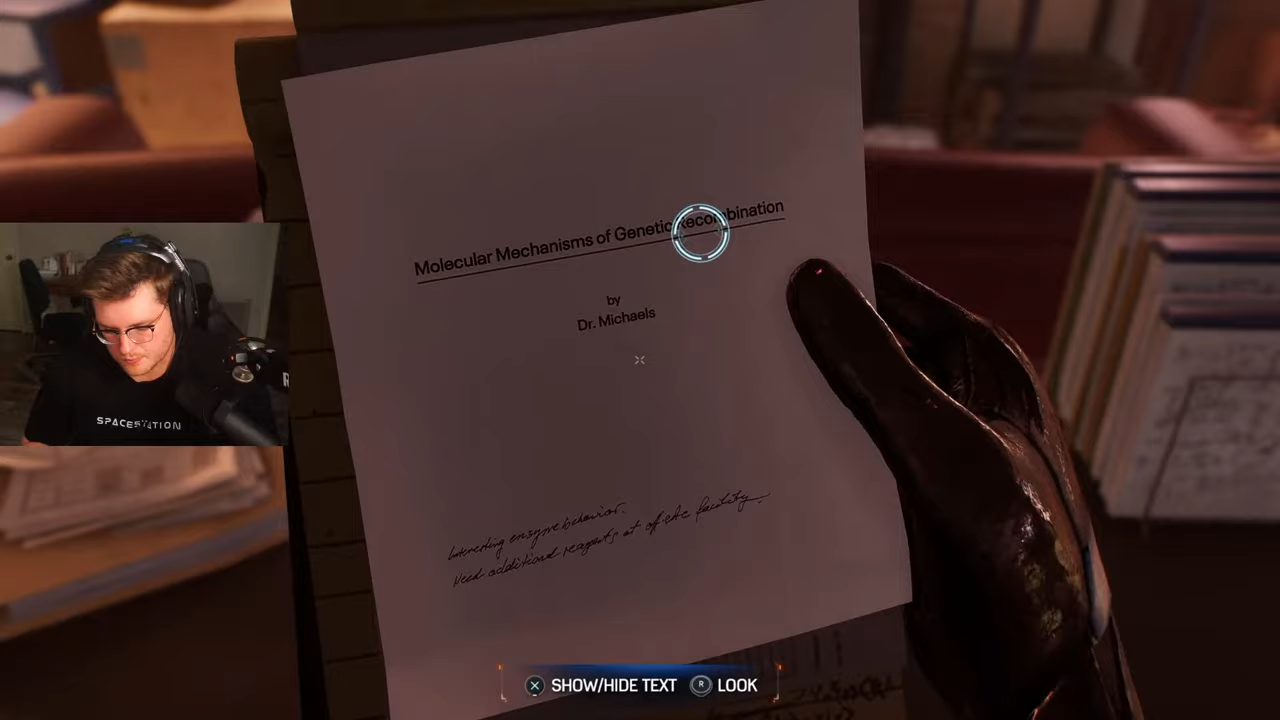 Molecular Mechanisms of Genetic Recombination
by
Dr. Michaels
Interesting enzyme behavior.
Need additional reagents at off-site facility.
SPACESTATION
SHOW/HIDE TEXT R LOOK